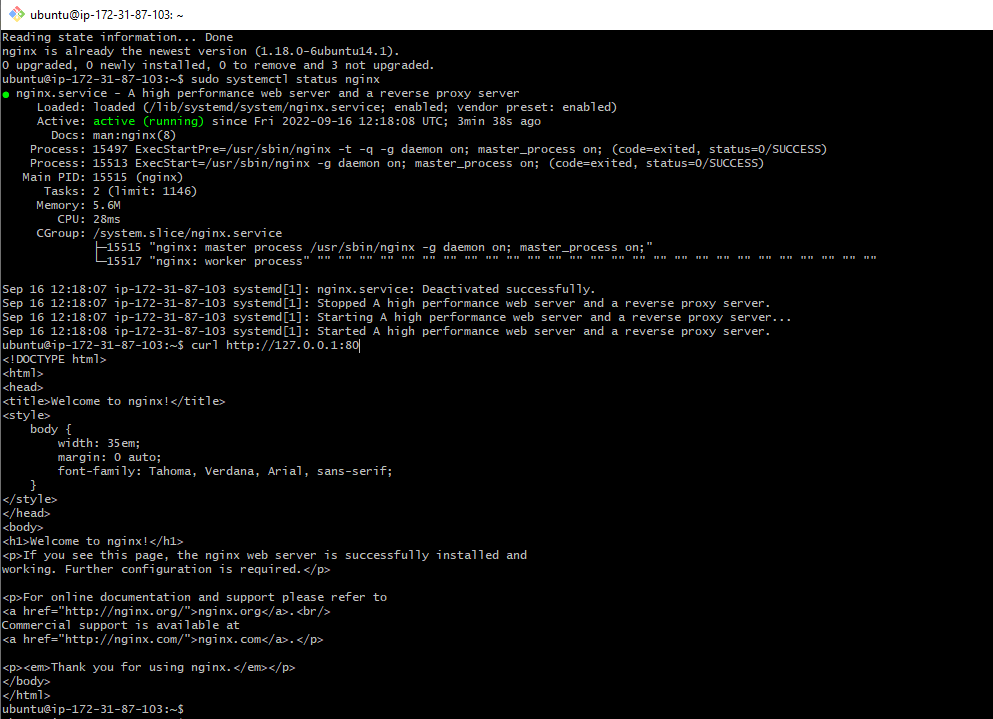 ubuntu@ip-172-31-87-103: ~
Reading state information... Done
nginx is already the newest version (1.18.0-6ubuntu14.1).
0 upgraded, 0 newly installed, 0 to remove and 3 not upgraded.
ubuntu@ip-172-31-87-103:~$ sudo systemctl status nginx
● nginx.service - A high performance web server and a reverse proxy server
     Loaded: loaded (/lib/systemd/system/nginx.service; enabled; vendor preset: enabled)
     Active: active (running) since Fri 2022-09-16 12:18:08 UTC; 3min 38s ago
       Docs: man:nginx(8)
    Process: 15497 ExecStartPre=/usr/sbin/nginx -t -q -g daemon on; master_process on; (code=exited, status=0/SUCCESS)
    Process: 15513 ExecStart=/usr/sbin/nginx -g daemon on; master_process on; (code=exited, status=0/SUCCESS)
   Main PID: 15515 (nginx)
      Tasks: 2 (limit: 1146)
     Memory: 5.6M
        CPU: 28ms
     CGroup: /system.slice/nginx.service
             ├─15515 "nginx: master process /usr/sbin/nginx -g daemon on; master_process on;"
             └─15517 "nginx: worker process" "" "" "" "" "" "" "" "" "" "" "" "" "" "" "" "" "" "" "" "" "" "" "" "" "" "" ""
Sep 16 12:18:07 ip-172-31-87-103 systemd[1]: nginx.service: Deactivated successfully.
Sep 16 12:18:07 ip-172-31-87-103 systemd[1]: Stopped A high performance web server and a reverse proxy server.
Sep 16 12:18:07 ip-172-31-87-103 systemd[1]: Starting A high performance web server and a reverse proxy server...
Sep 16 12:18:08 ip-172-31-87-103 systemd[1]: Started A high performance web server and a reverse proxy server.
ubuntu@ip-172-31-87-103:~$ curl http://127.0.0.1:80
<!DOCTYPE html>
<html>
<head>
<title>Welcome to nginx!</title>
<style>
    body {
        width: 35em;
        margin: 0 auto;
        font-family: Tahoma, Verdana, Arial, sans-serif;
    }
</style>
</head>
<body>
<h1>Welcome to nginx!</h1>
<p>If you see this page, the nginx web server is successfully installed and
working. Further configuration is required.</p>
<p>For online documentation and support please refer to
<a href="http://nginx.org/">nginx.org</a>.<br/>
Commercial support is available at
<a href="http://nginx.com/">nginx.com</a>.</p>
<p><em>Thank you for using nginx.</em></p>
</body>
</html>
ubuntu@ip-172-31-87-103:~$